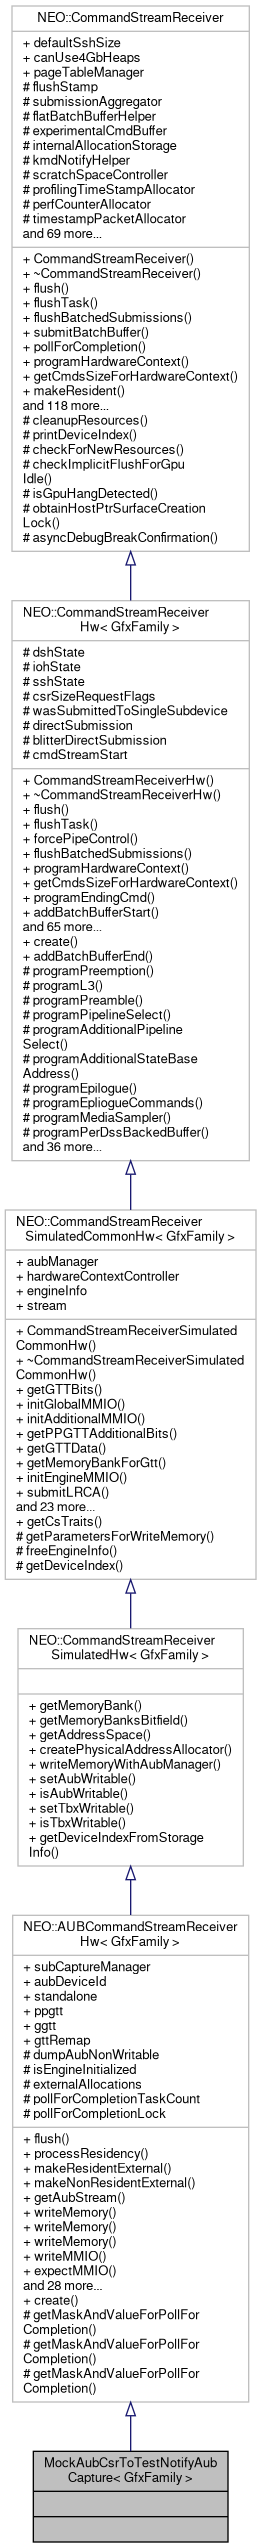 NEO::CommandStreamReceiver
+ defaultSshSize
+ canUse4GbHeaps
+ pageTableManager
# flushStamp
# submissionAggregator
# flatBatchBufferHelper
# experimentalCmdBuffer
# internalAllocationStorage
# kmdNotifyHelper
# scratchSpaceController
# profilingTimeStampAllocator
# perfCounterAllocator
# timestampPacketAllocator
and 69 more...
+ CommandStreamReceiver()
+ ~CommandStreamReceiver()
+ flush()
+ flushTask()
+ flushBatchedSubmissions()
+ submitBatchBuffer()
+ pollForCompletion()
+ programHardwareContext()
+ getCmdsSizeForHardwareContext()
+ makeResident()
and 118 more...
# cleanupResources()
# printDeviceIndex()
# checkForNewResources()
# checkImplicitFlushForGpu
Idle()
# isGpuHangDetected()
# obtainHostPtrSurfaceCreation
Lock()
# asyncDebugBreakConfirmation()
NEO::CommandStreamReceiver
Hw< GfxFamily >
# dshState
# iohState
# sshState
# csrSizeRequestFlags
# wasSubmittedToSingleSubdevice
# directSubmission
# blitterDirectSubmission
# cmdStreamStart
+ CommandStreamReceiverHw()
+ ~CommandStreamReceiverHw()
+ flush()
+ flushTask()
+ forcePipeControl()
+ flushBatchedSubmissions()
+ programHardwareContext()
+ getCmdsSizeForHardwareContext()
+ programEndingCmd()
+ addBatchBufferStart()
and 65 more...
+ create()
+ addBatchBufferEnd()
# programPreemption()
# programL3()
# programPreamble()
# programPipelineSelect()
# programAdditionalPipeline
Select()
# programAdditionalStateBase
Address()
# programEpilogue()
# programEpliogueCommands()
# programMediaSampler()
# programPerDssBackedBuffer()
and 36 more...
NEO::CommandStreamReceiver
SimulatedCommonHw< GfxFamily >
+ aubManager
+ hardwareContextController
+ engineInfo
+ stream
+ CommandStreamReceiverSimulated
CommonHw()
+ ~CommandStreamReceiverSimulated
CommonHw()
+ getGTTBits()
+ initGlobalMMIO()
+ initAdditionalMMIO()
+ getPPGTTAdditionalBits()
+ getGTTData()
+ getMemoryBankForGtt()
+ initEngineMMIO()
+ submitLRCA()
and 23 more...
+ getCsTraits()
# getParametersForWriteMemory()
# freeEngineInfo()
# getDeviceIndex()
NEO::CommandStreamReceiver
SimulatedHw< GfxFamily >
+ getMemoryBank()
+ getMemoryBanksBitfield()
+ getAddressSpace()
+ createPhysicalAddressAllocator()
+ writeMemoryWithAubManager()
+ setAubWritable()
+ isAubWritable()
+ setTbxWritable()
+ isTbxWritable()
+ getDeviceIndexFromStorage
Info()
NEO::AUBCommandStreamReceiver
Hw< GfxFamily >
+ subCaptureManager
+ aubDeviceId
+ standalone
+ ppgtt
+ ggtt
+ gttRemap
# dumpAubNonWritable
# isEngineInitialized
# externalAllocations
# pollForCompletionTaskCount
# pollForCompletionLock
+ flush()
+ processResidency()
+ makeResidentExternal()
+ makeNonResidentExternal()
+ getAubStream()
+ writeMemory()
+ writeMemory()
+ writeMemory()
+ writeMMIO()
+ expectMMIO()
and 28 more...
+ create()
# getMaskAndValueForPollFor
Completion()
# getMaskAndValueForPollFor
Completion()
# getMaskAndValueForPollFor
Completion()
MockAubCsrToTestNotifyAub
Capture< GfxFamily >